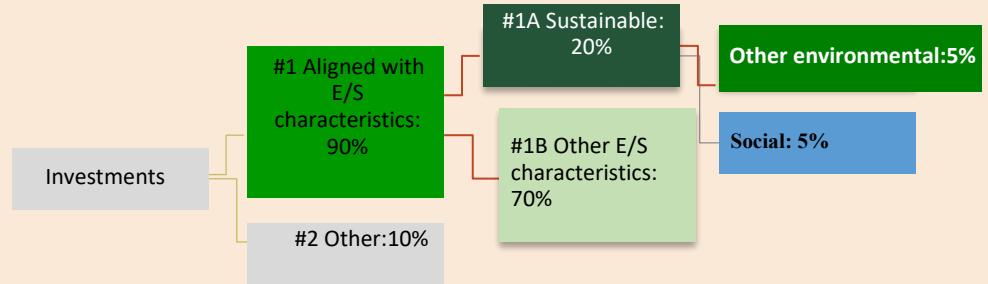 #1A Sustainable:
20%
Other environmental:5%
#1 Aligned with
E/S
characteristics:
90%
#1B Other E/S
characteristics:
70%
Social: 5%
Investments
#2 Other:10%